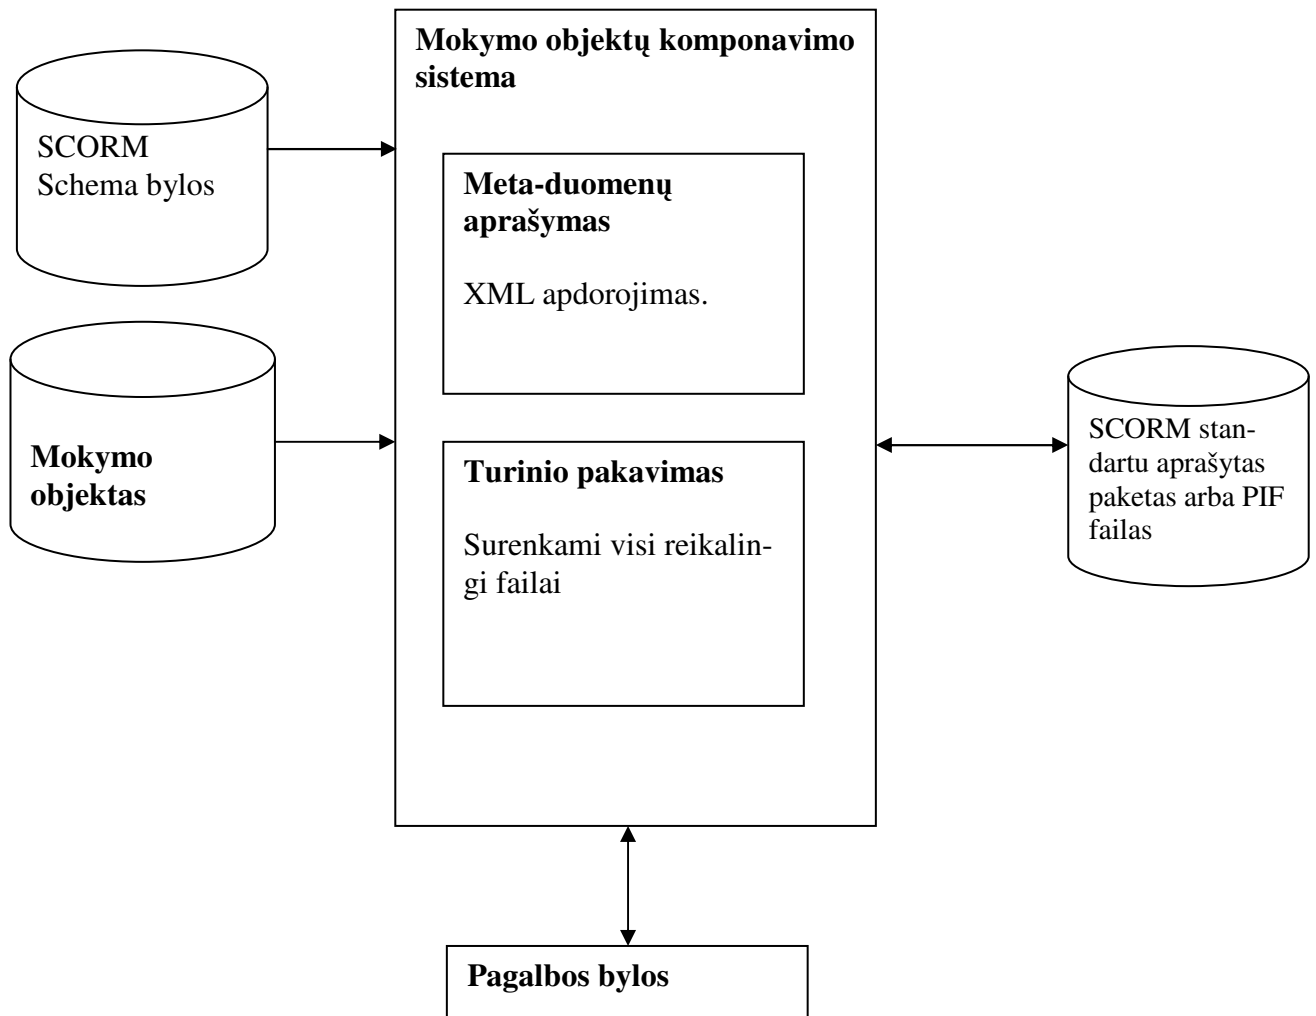 Mokymo objektų komponavimo
sistema
SCORM
Schema bylos
Meta-duomenų
aprašymas
XML apdorojimas.
Mokymo
objektas
Turinio pakavimas
Surenkami visi reikalin-
gi failai
SCORM stan-
dartu aprašytas
paketas arba PIF
failas
Pagalbos bylos